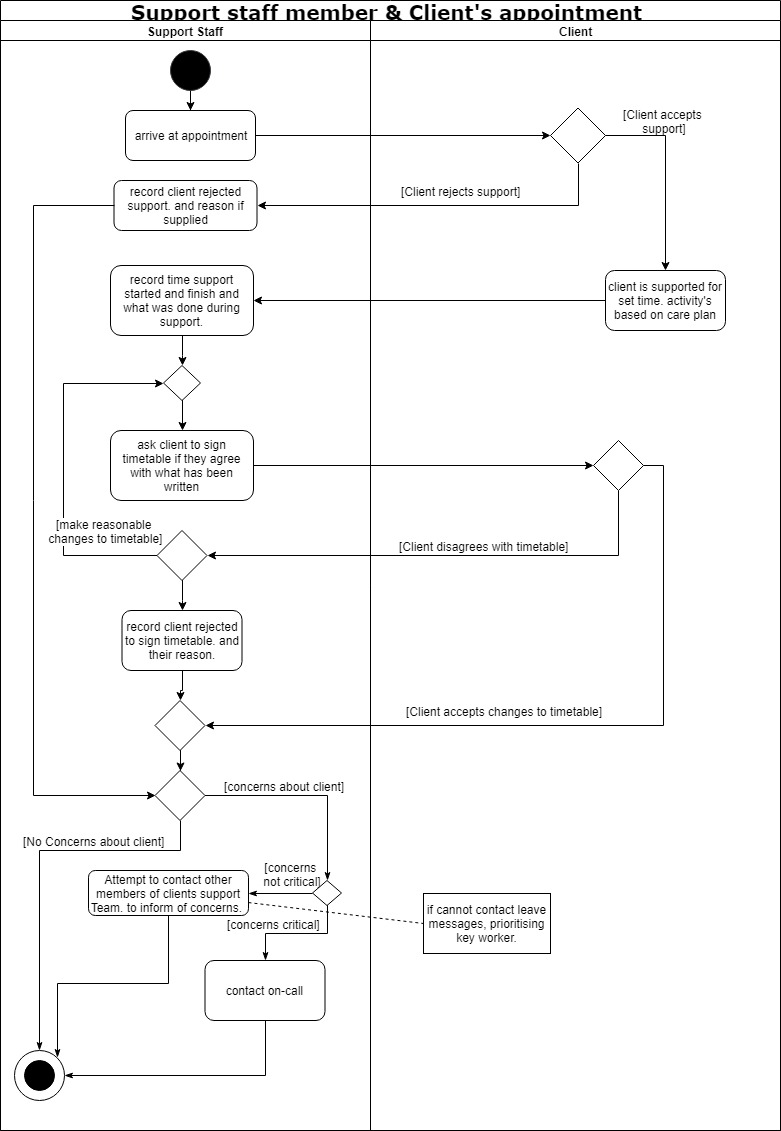 Support staff member & Client's appointment
Support Staff
Client
arrive at appointment
[Client accepts
support]
record client rejected
support. and reason if
supplied
[Client rejects support]
record time support
started and finish and
what was done during
support.
client is supported for
set time. activity's
based on care plan
ask client to sign
timetable if they agree
with what has been
written
[make reasonable
changes to timetable]
[Client disagrees with timetable]
record client rejected
to sign timetable. and
their reason.
[Client accepts changes to timetable]
[concerns about client]
[No Concerns about client]
[concerns
not critical]
Attempt to contact other
members of clients support
Team. to inform of concerns.
[concerns critical]
if cannot contact leave
messages, prioritising
key worker.
contact on-call